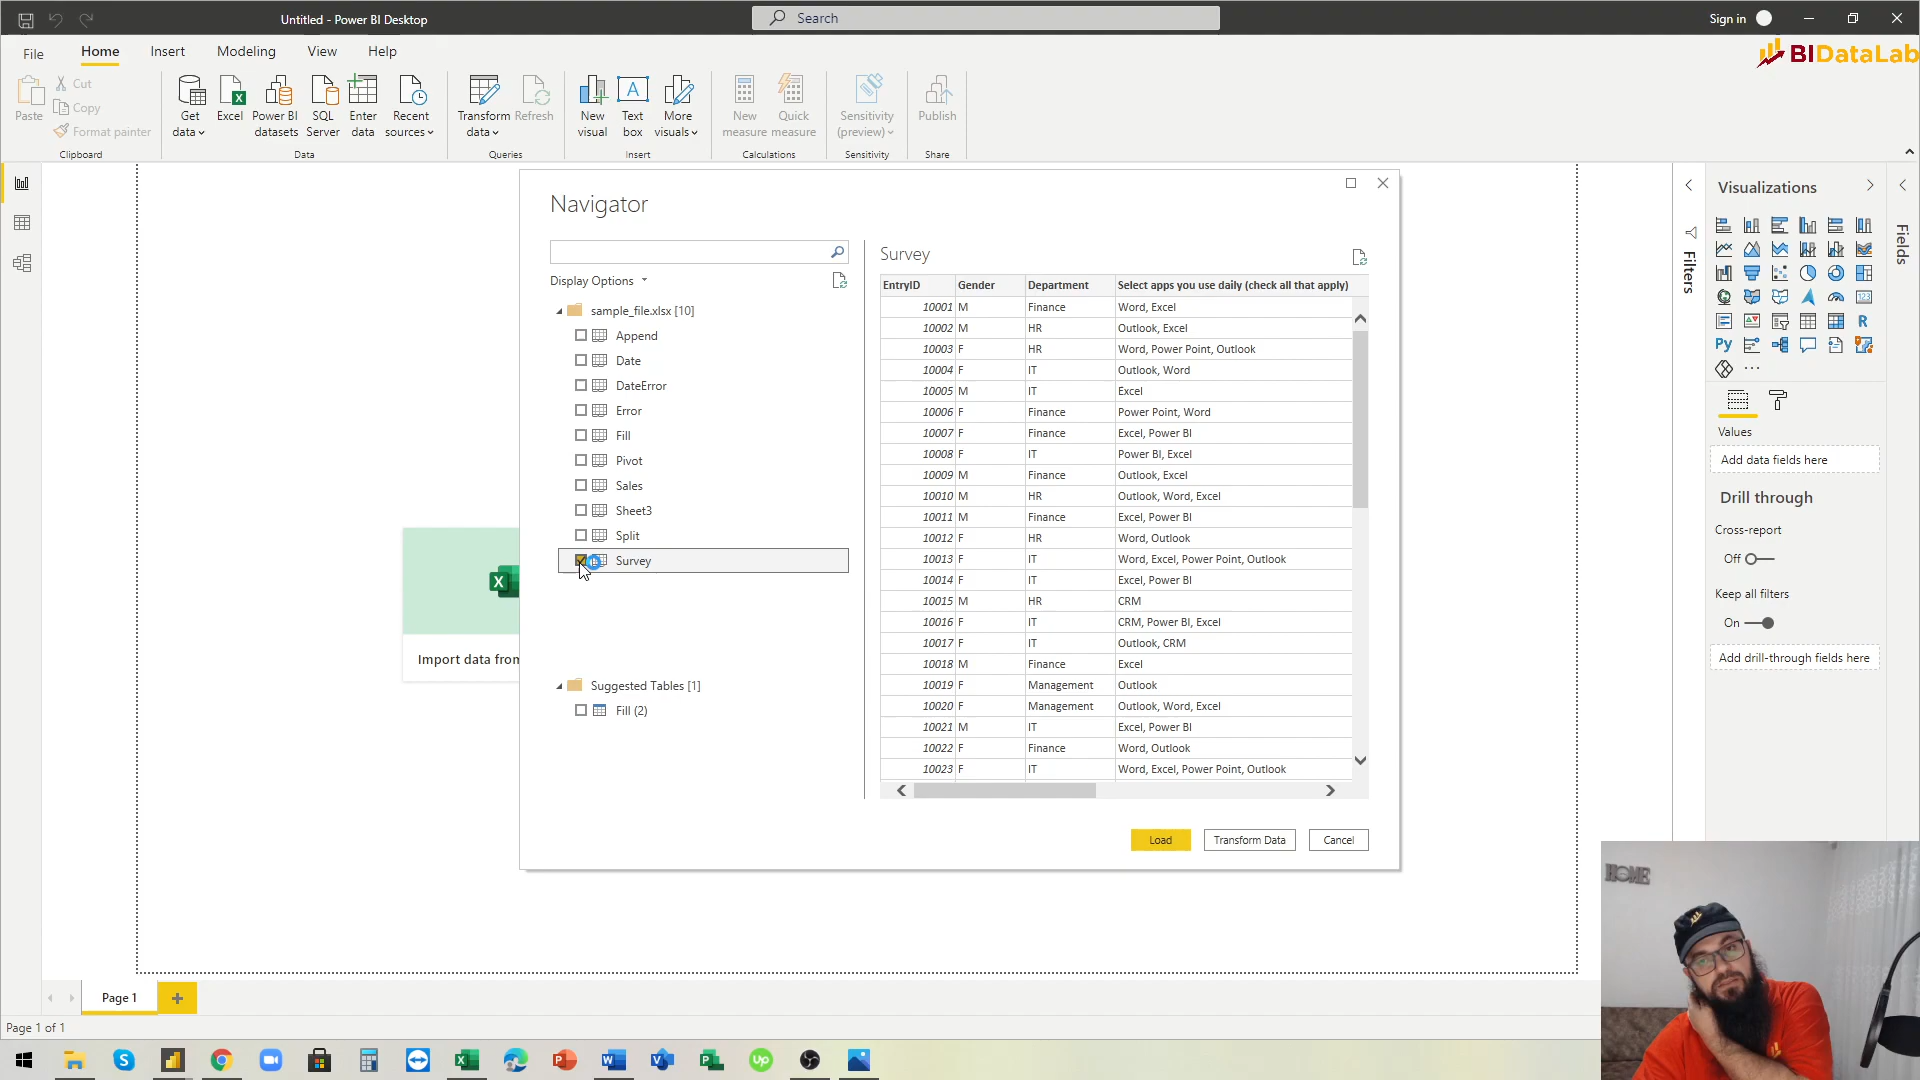 Untitled - Power BI Desktop
Search
Sign in
File
Home
Insert
Modeling
View
Help
BIDataLab
Paste
Cut
Copy
Format painter
Clipboard
Get data
Excel
Power BI datasets
SQL Server
Enter data
Recent sources
Data
Transform data
Refresh
Queries
New visual
Text box
More visuals
Insert
New measure
Quick measure
Calculations
Sensitivity (preview)
Sensitivity
Publish
Share
Navigator
Display Options
sample_file.xlsx [10]
Append
Date
DateError
Error
Fill
Pivot
Sales
Sheet3
Split
Survey
Suggested Tables [1]
Fill (2)
Survey
EntryID Gender Department Select apps you use daily (check all that apply)
10001 M Finance Word, Excel
10002 M HR Outlook, Excel
10003 F HR Word, Power Point, Outlook
10004 F IT Outlook, Word
10005 M IT Excel
10006 F Finance Power Point, Word
10007 F Finance Excel, Power BI
10008 F IT Power BI, Excel
10009 M Finance Outlook, Excel
10010 M HR Outlook, Word, Excel
10011 M Finance Excel, Power BI
10012 F HR Word, Outlook
10013 F IT Word, Excel, Power Point, Outlook
10014 F IT Excel, Power BI
10015 M HR CRM
10016 F IT CRM, Power BI, Excel
10017 F IT Outlook, CRM
10018 M Finance Excel
10019 F Management Outlook
10020 F Management Outlook, Word, Excel
10021 M IT Excel, Power BI
10022 F Finance Word, Outlook
10023 F IT Word, Excel, Power Point, Outlook
Load
Transform Data
Cancel
Import data from
Filters
Visualizations
Fields
Py
R
123
Values
Add data fields here
Drill through
Cross-report
Off
Keep all filters
On
Add drill-through fields here
HOME
Page 1
Page 1 of 1
Up